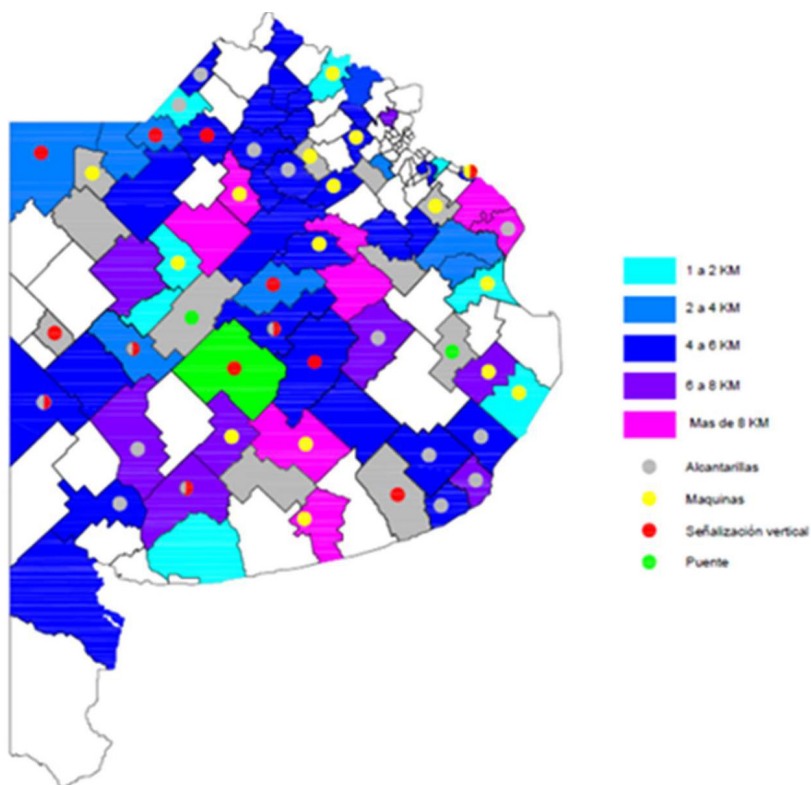 1 a 2 KM
2 a 4 KM
4 a 6 KM
6 a 8 KM
Mas de 8 KM
Alcantarillas
Maquinas
Señalización vertical
Puente